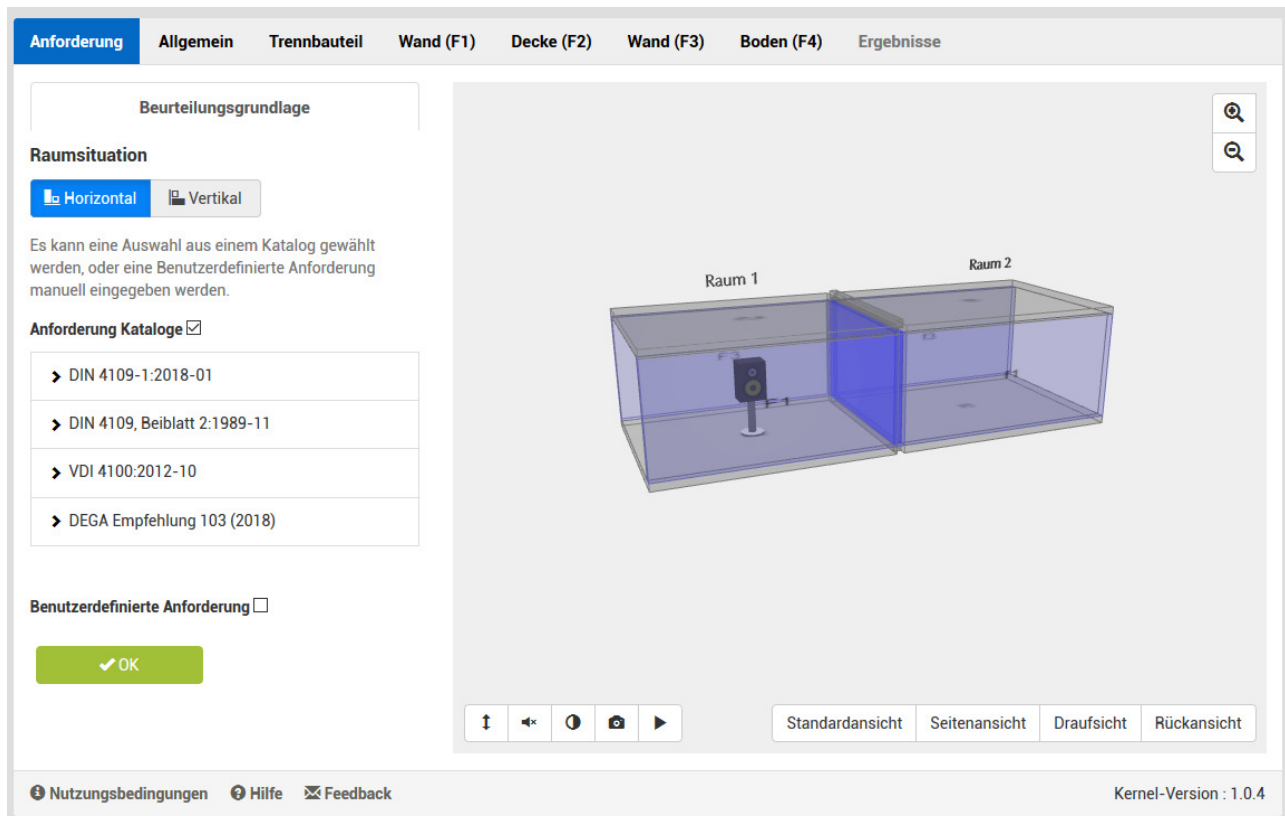 Anforderung Allgemein Trennbauteil Wand (F1) Decke (F2) Wand (F3) Boden (F4) Ergebnisse
Beurteilungsgrundlage
Raumsituation
Horizontal Vertikal
Es kann eine Auswahl aus einem Katalog gewählt
werden, oder eine Benutzerdefinierte Anforderung
manuell eingegeben werden.
Anforderung Kataloge
DIN 4109-1:2018-01
DIN 4109, Beiblatt 2:1989-11
VDI 4100:2012-10
DEGA Empfehlung 103 (2018)
Benutzerdefinierte Anforderung
OK
Raum 1
Raum 2
Standardansicht Seitenansicht Draufsicht Rückansicht
Nutzungsbedingungen Hilfe Feedback
Kernel-Version : 1.0.4